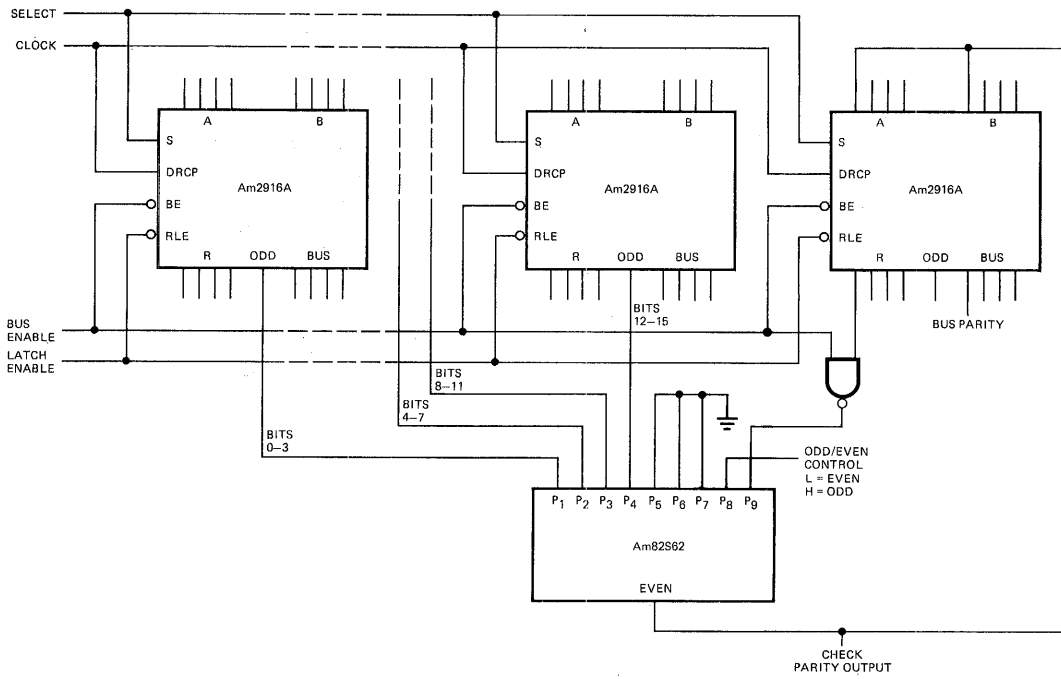 SELECT
CLOCK
A
B
S
DRCP
Am2916A
BE
RLE
R
ODD
BUS
A
B
S
DRCP
Am2916A
BE
RLE
R
ODD
BUS
A
B
S
DRCP
Am2916A
BE
RLE
R
ODD
BUS
BUS
ENABLE
LATCH
ENABLE
BITS
0–3
BITS
4–7
BITS
8–11
BITS
12–15
BUS PARITY
ODD/EVEN
CONTROL
L = EVEN
H = ODD
P1 P2 P3 P4 P5 P6 P7 P8 P9
Am82S62
EVEN
CHECK
PARITY OUTPUT